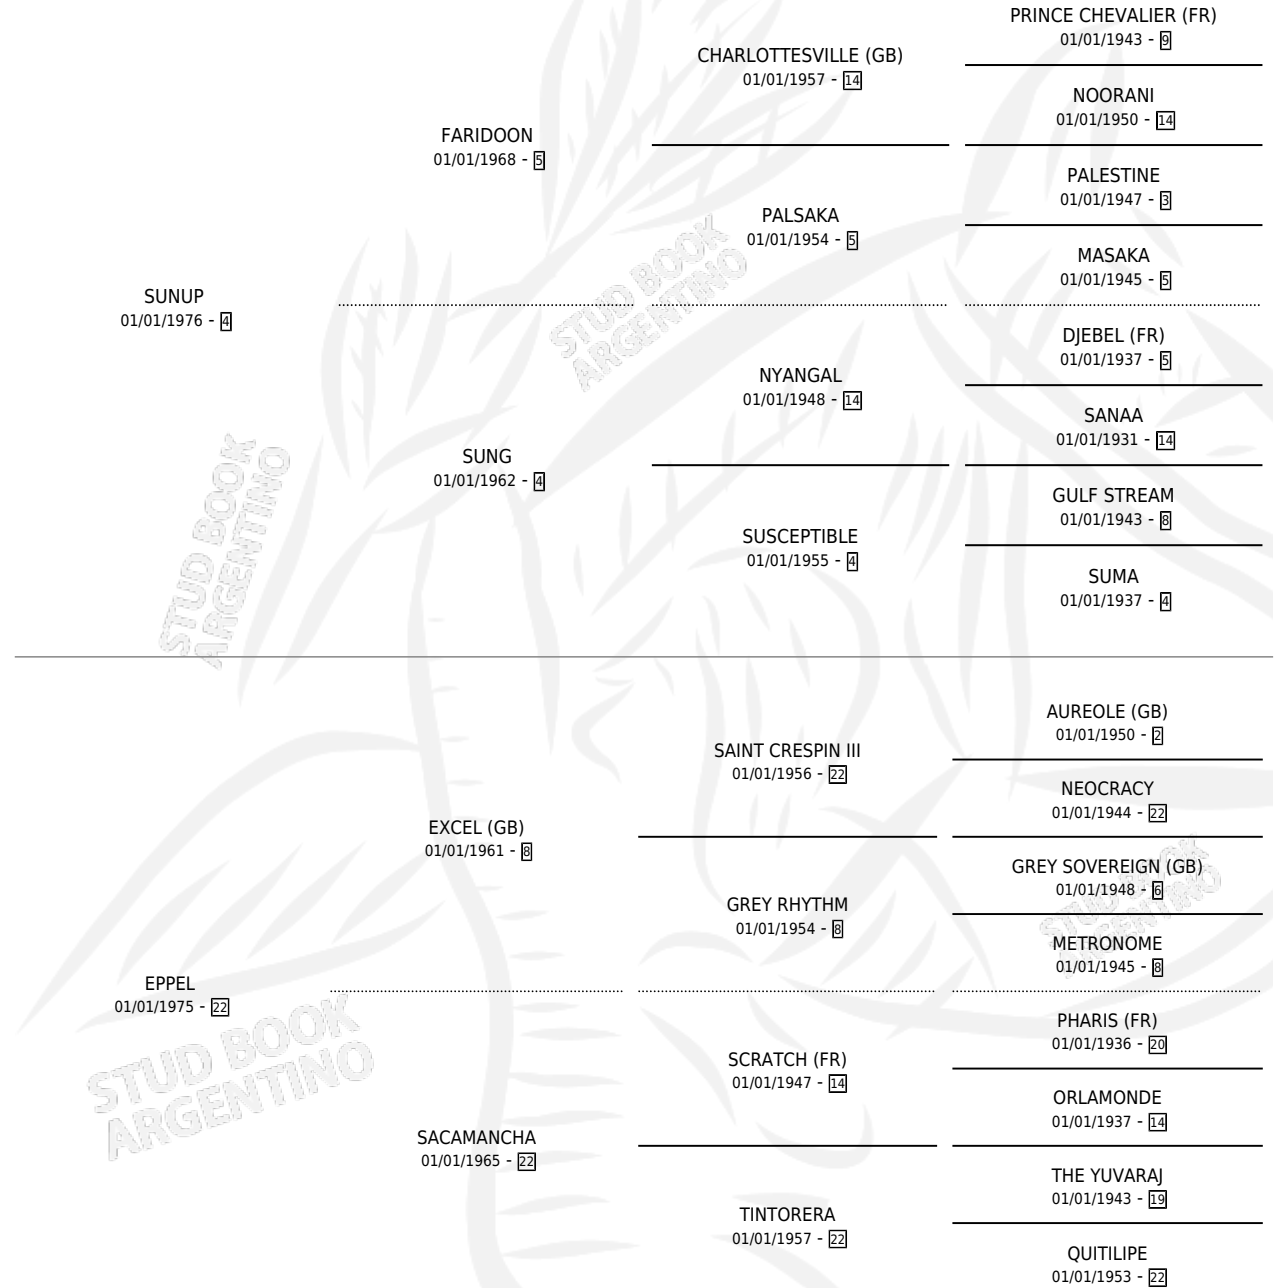 PRINCE CHEVALIER (FR)
01/01/1943 - 9
CHARLOTTESVILLE (GB)
01/01/1957 - 14
NOORANI
01/01/1950 - 14
FARIDOON
01/01/1968 - 5
PALESTINE
01/01/1947 - 3
PALSAKA
01/01/1954 - 5
MASAKA
01/01/1945 - 5
SUNUP
01/01/1976 - 4
DJEBEL (FR)
01/01/1937 - 5
NYANGAL
01/01/1948 - 14
SANAA
01/01/1931 - 14
SUNG
01/01/1962 - 4
GULF STREAM
01/01/1943 - 8
SUSCEPTIBLE
01/01/1955 - 4
SUMA
01/01/1937 - 4
AUREOLE (GB)
01/01/1950 - 2
SAINT CRESPIN III
01/01/1956 - 22
NEOCRACY
01/01/1944 - 22
EXCEL (GB)
01/01/1961 - 8
GREY SOVEREIGN (GB)
01/01/1948 - 6
GREY RHYTHM
01/01/1954 - 8
METRONOME
01/01/1945 - 8
EPPEL
01/01/1975 - 22
PHARIS (FR)
01/01/1936 - 20
SCRATCH (FR)
01/01/1947 - 14
ORLAMONDE
01/01/1937 - 14
SACAMANCHA
01/01/1965 - 22
THE YUVARAJ
01/01/1943 - 19
TINTORERA
01/01/1957 - 22
QUITILIPE
01/01/1953 - 22
STUD BOOK
ARGENTINO
STUD BOOK
ARGENTINO
STUD BOOK
ARGENTINO
STUD BOOK
ARGENTINO